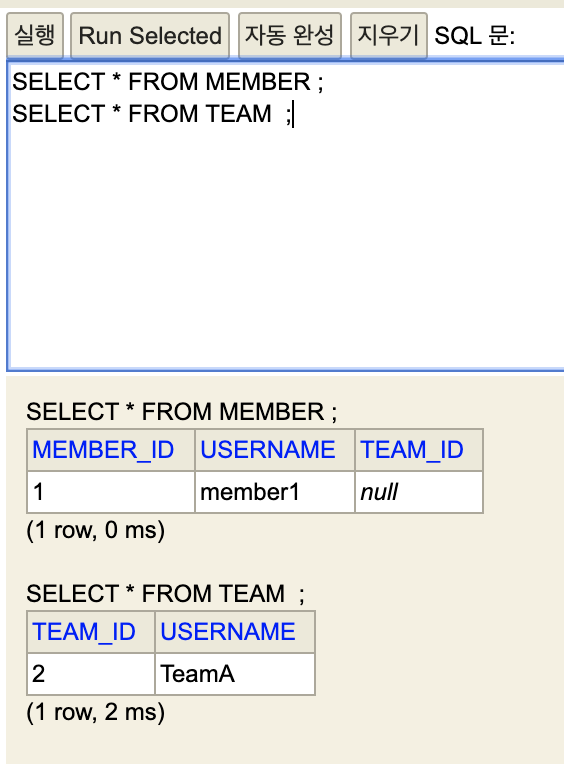 실행 Run Selected 자동 완성 지우기 SQL 문:
SELECT * FROM MEMBER ;
SELECT * FROM TEAM  ;
SELECT * FROM MEMBER ;
MEMBER_ID USERNAME TEAM_ID
1 member1 null
(1 row, 0 ms)
SELECT * FROM TEAM  ;
TEAM_ID USERNAME
2 TeamA
(1 row, 2 ms)